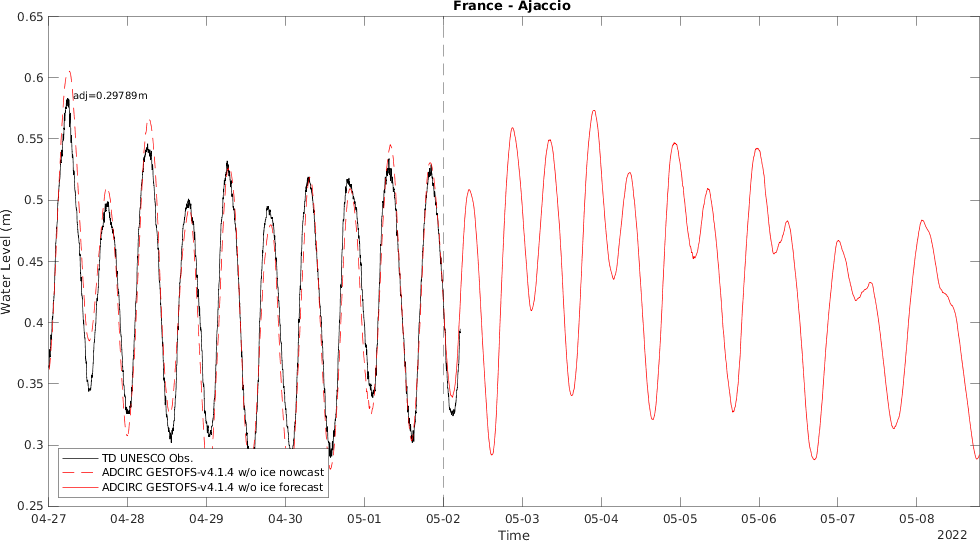 France - Ajaccio
Water Level (m)
0.65
0.6
0.55
0.5
0.45
0.4
0.35
0.3
0.25
adj=0.29789m
TD UNESCO Obs.
ADCIRC GESTOFS-v4.1.4 w/o ice nowcast
ADCIRC GESTOFS-v4.1.4 w/o ice forecast
04-27 04-28 04-29 04-30 05-01 05-02 05-03 05-04 05-05 05-06 05-07 05-08
Time
2022